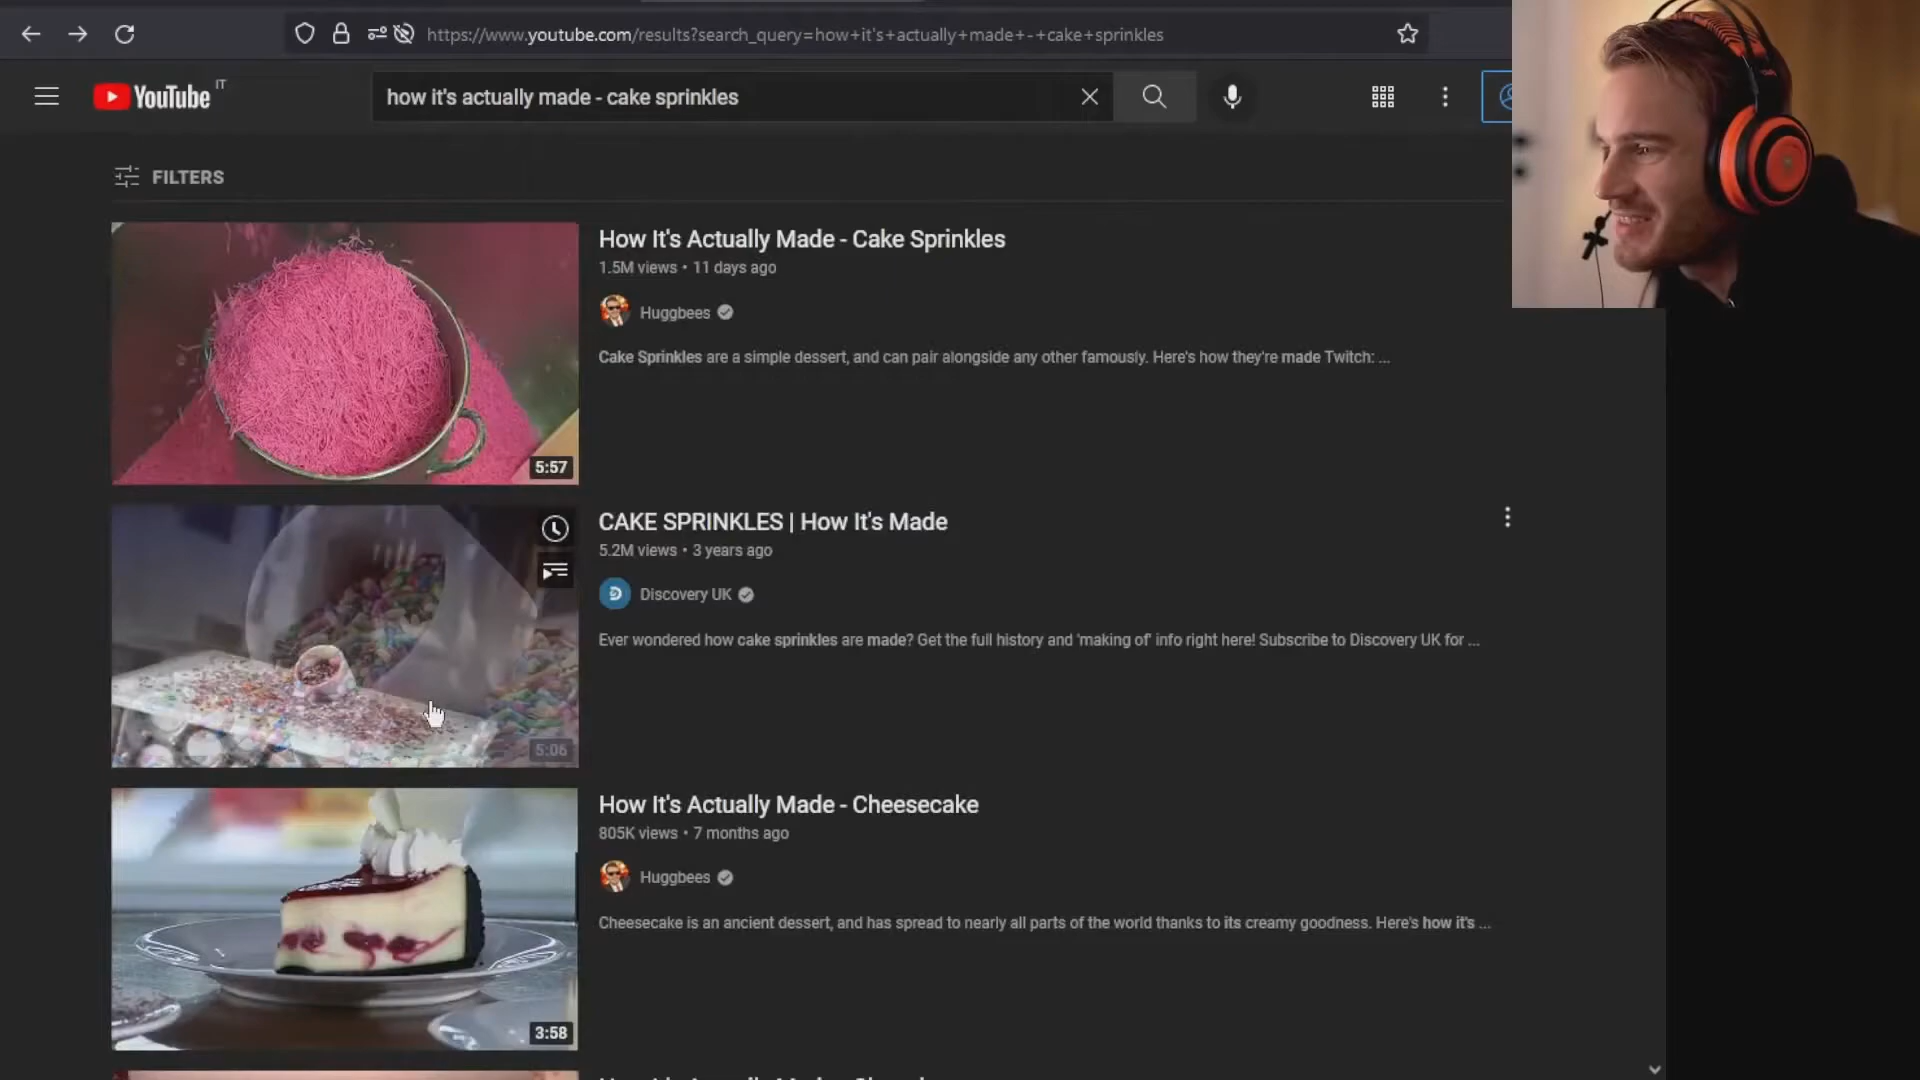 https://www.youtube.com/results?search_query=how+it's+actually+made+-+cake+sprinkles
YouTube IT
how it's actually made - cake sprinkles
FILTERS
How It's Actually Made - Cake Sprinkles
1.5M views • 11 days ago
Huggbees
Cake Sprinkles are a simple dessert, and can pair alongside any other famously. Here's how they're made Twitch: ...
5:57
CAKE SPRINKLES | How It's Made
5.2M views • 3 years ago
Discovery UK
Ever wondered how cake sprinkles are made? Get the full history and 'making of' info right here! Subscribe to Discovery UK for ...
5:06
How It's Actually Made - Cheesecake
805K views • 7 months ago
Huggbees
Cheesecake is an ancient dessert, and has spread to nearly all parts of the world thanks to its creamy goodness. Here's how it's ...
3:58